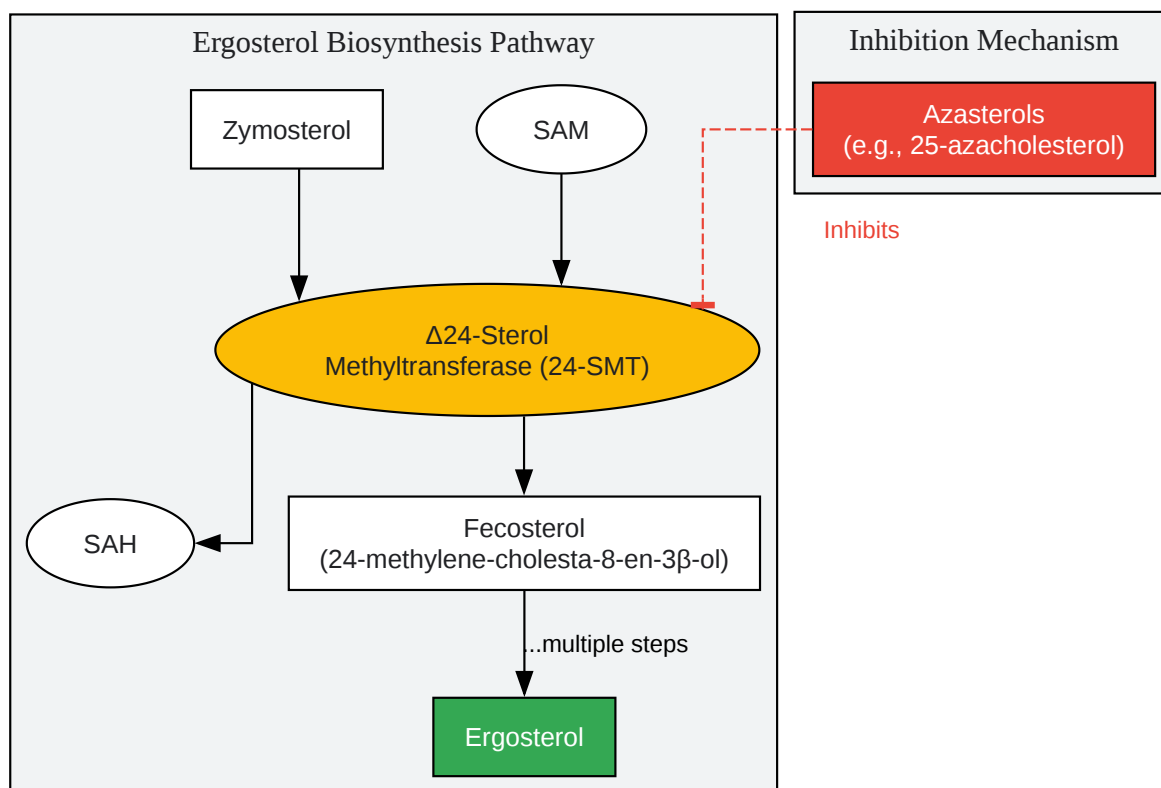 Ergosterol Biosynthesis Pathway
Inhibition Mechanism
Zymosterol
SAM
Azasterols
(e.g., 25-azacholesterol)
Inhibits
Δ24-Sterol
Methyltransferase (24-SMT)
SAH
Fecosterol
(24-methylene-cholesta-8-en-3β-ol)
...multiple steps
Ergosterol